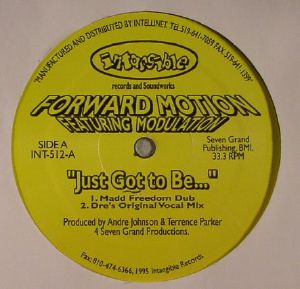 "MANUFACTURED AND DISTRIBUTED BY INTELLINET. TEL 519-641-7059 FAX. 519-641-1399"
intangible
records and Soundworks
FORWARD MOTION
FEATURING MODULATION
SIDE A
INT-512-A
Seven Grand
Publishing, BMI.
33.3 RPM
"Just Got to Be..."
1. Madd Freedom Dub
2. Dre's Original Vocal Mix
Produced by Andre Johnson & Terrence Parker
4 Seven Grand Productions.
Fax: 810-474-6366, 1995 Intangible Records